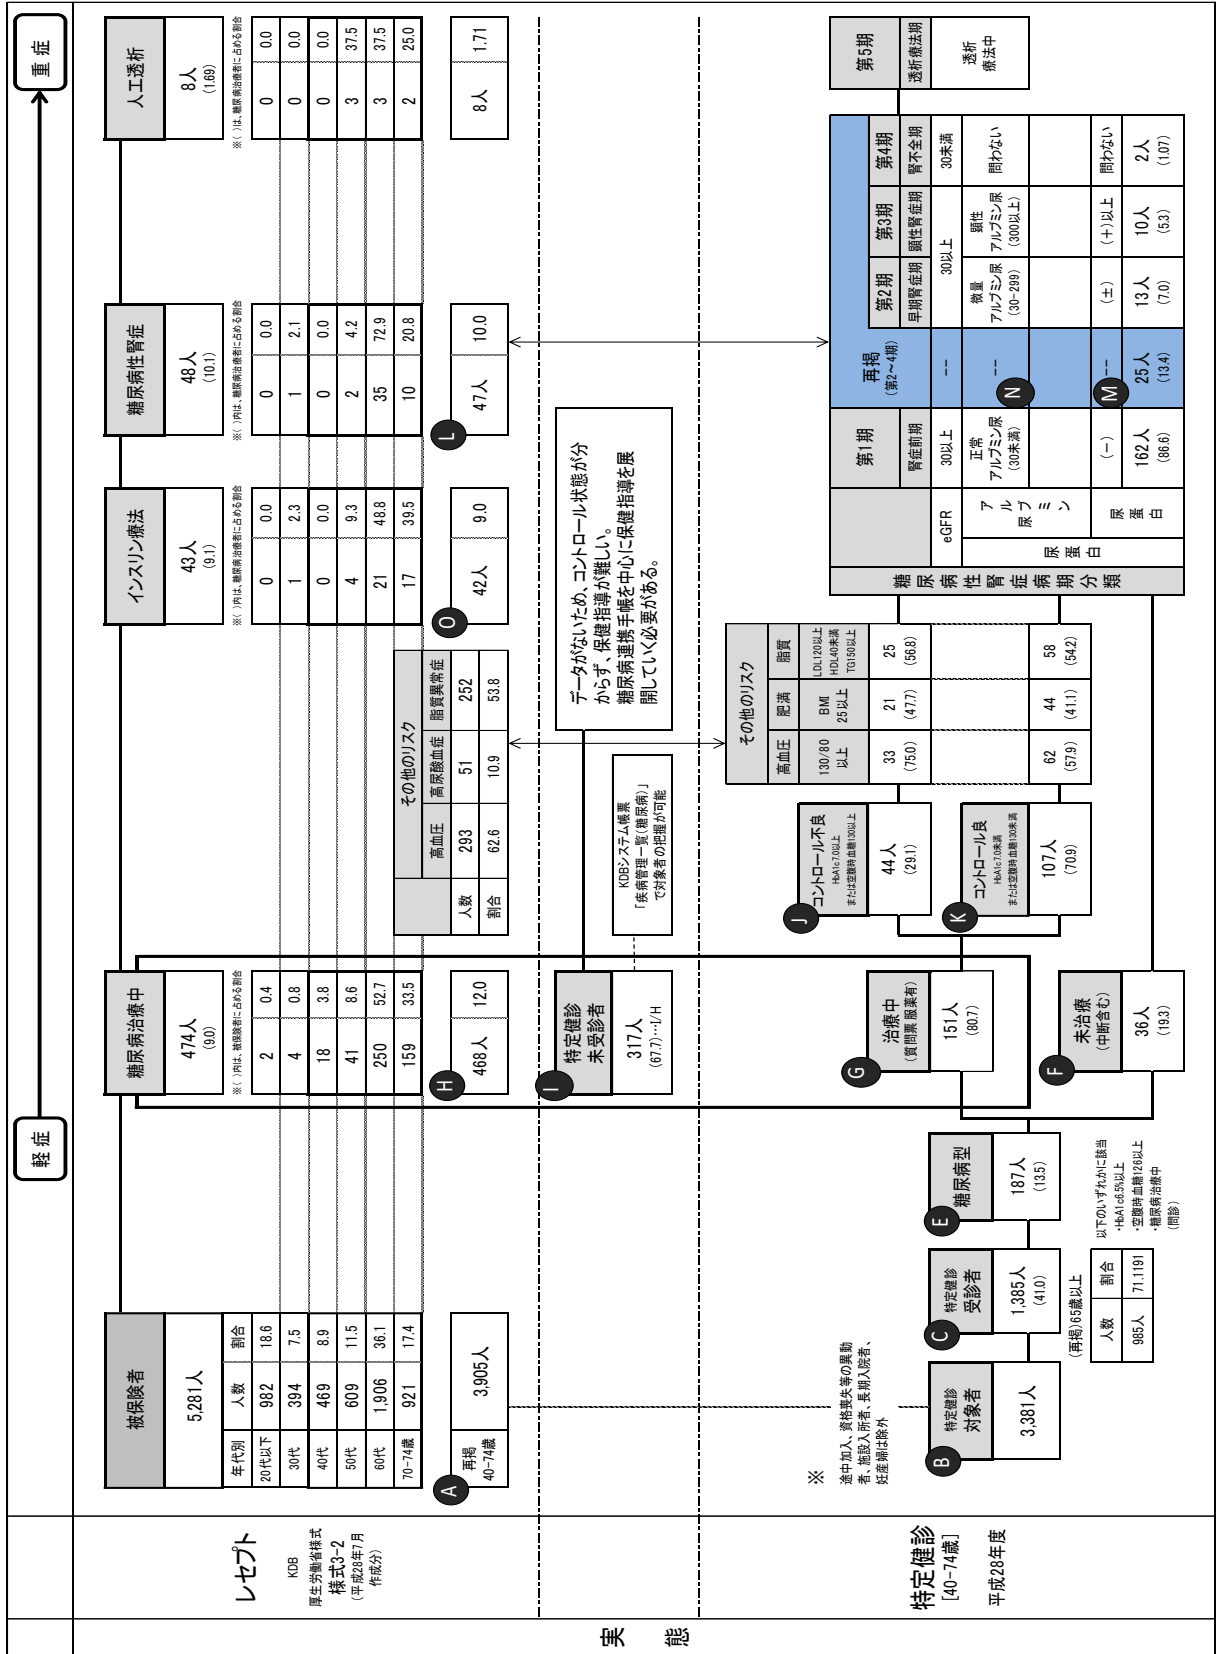 軽症
重症
実態
レセプト
KDB
厚生労働省様式
様式3-2
(平成28年7月
作成分)
被保険者
5,281人
年代別 人数 割合
20代以下 982 18.6
30代 394 7.5
40代 469 8.9
50代 609 11.5
60代 1,906 36.1
70-74歳 921 17.4
A
再掲
40-74歳
3,905人
糖尿病治療中
474人
(9.0)
※( )内は、被保険者に占める割合
2 0.4
4 0.8
18 3.8
41 8.6
250 52.7
159 33.5
H
468人 12.0
インスリン療法
43人
(9.1)
※( )内は、糖尿病治療者に占める割合
0 0.0
1 2.3
0 0.0
4 9.3
21 48.8
17 39.5
O
42人 9.0
糖尿病性腎症
48人
(10.1)
※( )内は、糖尿病治療者に占める割合
0 0.0
1 2.1
0 0.0
2 4.2
35 72.9
10 20.8
L
47人 10.0
人工透析
8人
(1.69)
※( )は、糖尿病治療者に占める割合
0 0.0
0 0.0
0 0.0
3 37.5
3 37.5
2 25.0
8人 1.71
その他のリスク
高血圧 高尿酸血症 脂質異常症
人数 293 51 252
割合 62.6 10.9 53.8
I
特定健診
未受診者
317人
(67.7)…I/H
KDBシステム帳票
「疾病管理一覧(糖尿病)」
で対象者の把握が可能
データがないため、コントロール状態が分
からず、保健指導が難しい。
糖尿病連携手帳を中心に保健指導を展
開していく必要がある。
特定健診
[40-74歳]
平成28年度
※
途中加入、資格喪失等の異動
者、施設入所者、長期入院者、
妊産婦は除外
B
特定健診
対象者
3,381人
C
特定健診
受診者
1,385人
(41.0)
(再掲)65歳以上
人数 割合
985人 71.1191
E
糖尿病型
187人
(13.5)
以下のいずれかに該当
・HbA1c6.5%以上
・空腹時血糖126以上
・糖尿病治療中
(問診)
G
治療中
(質問票 服薬有)
151人
(80.7)
F
未治療
(中断含む)
36人
(19.3)
J
コントロール不良
HbA1c7.0以上
または空腹時血糖130以上
44人
(29.1)
K
コントロール良
HbA1c7.0未満
または空腹時血糖130未満
107人
(70.9)
その他のリスク
高血圧 肥満 脂質
130/80
以上
BMI
25以上
LDL120以上
HDL40未満
TG150以上
33 21 25
(75.0) (47.7) (56.8)
62 44 58
(57.9) (41.1) (54.2)
糖尿病性腎症病期分類
第1期 再掲 第2期 第3期 第4期 第5期
(第2~4期)
腎症前期 早期腎症期 顕性腎症期 腎不全期 透析療法期
eGFR 30以上 -- 30以上 30未満
尿蛋白
尿アルブミン
正常
アルブミン尿
(30未満)
--
N
微量
アルブミン尿
(30-299)
顕性
アルブミン尿
(300以上)
問わない
透析
療法中
尿蛋白 (-) -- (±) (+)以上 問わない
M
162人 25人 13人 10人 2人
(86.6) (13.4) (7.0) (5.3) (1.07)